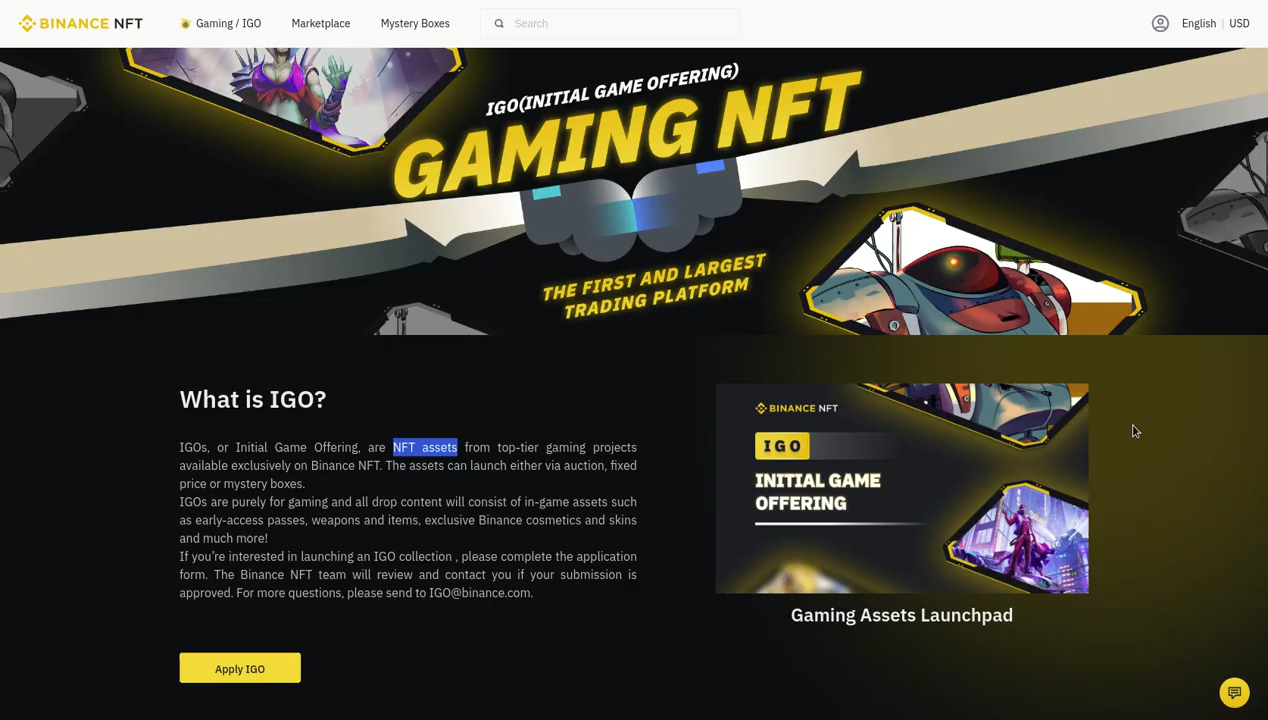 BINANCE NFT
Gaming / IGO
Marketplace
Mystery Boxes
Search
English | USD
IGO(INITIAL GAME OFFERING)
GAMING NFT
THE FIRST AND LARGEST
TRADING PLATFORM
What is IGO?
IGOs, or Initial Game Offering, are NFT assets from top-tier gaming projects
available exclusively on Binance NFT. The assets can launch either via auction, fixed
price or mystery boxes.
IGOs are purely for gaming and all drop content will consist of in-game assets such
as early-access passes, weapons and items, exclusive Binance cosmetics and skins
and much more!
If you're interested in launching an IGO collection , please complete the application
form. The Binance NFT team will review and contact you if your submission is
approved. For more questions, please send to IGO@binance.com.
Apply IGO
BINANCE NFT
IGO
INITIAL GAME
OFFERING
Gaming Assets Launchpad